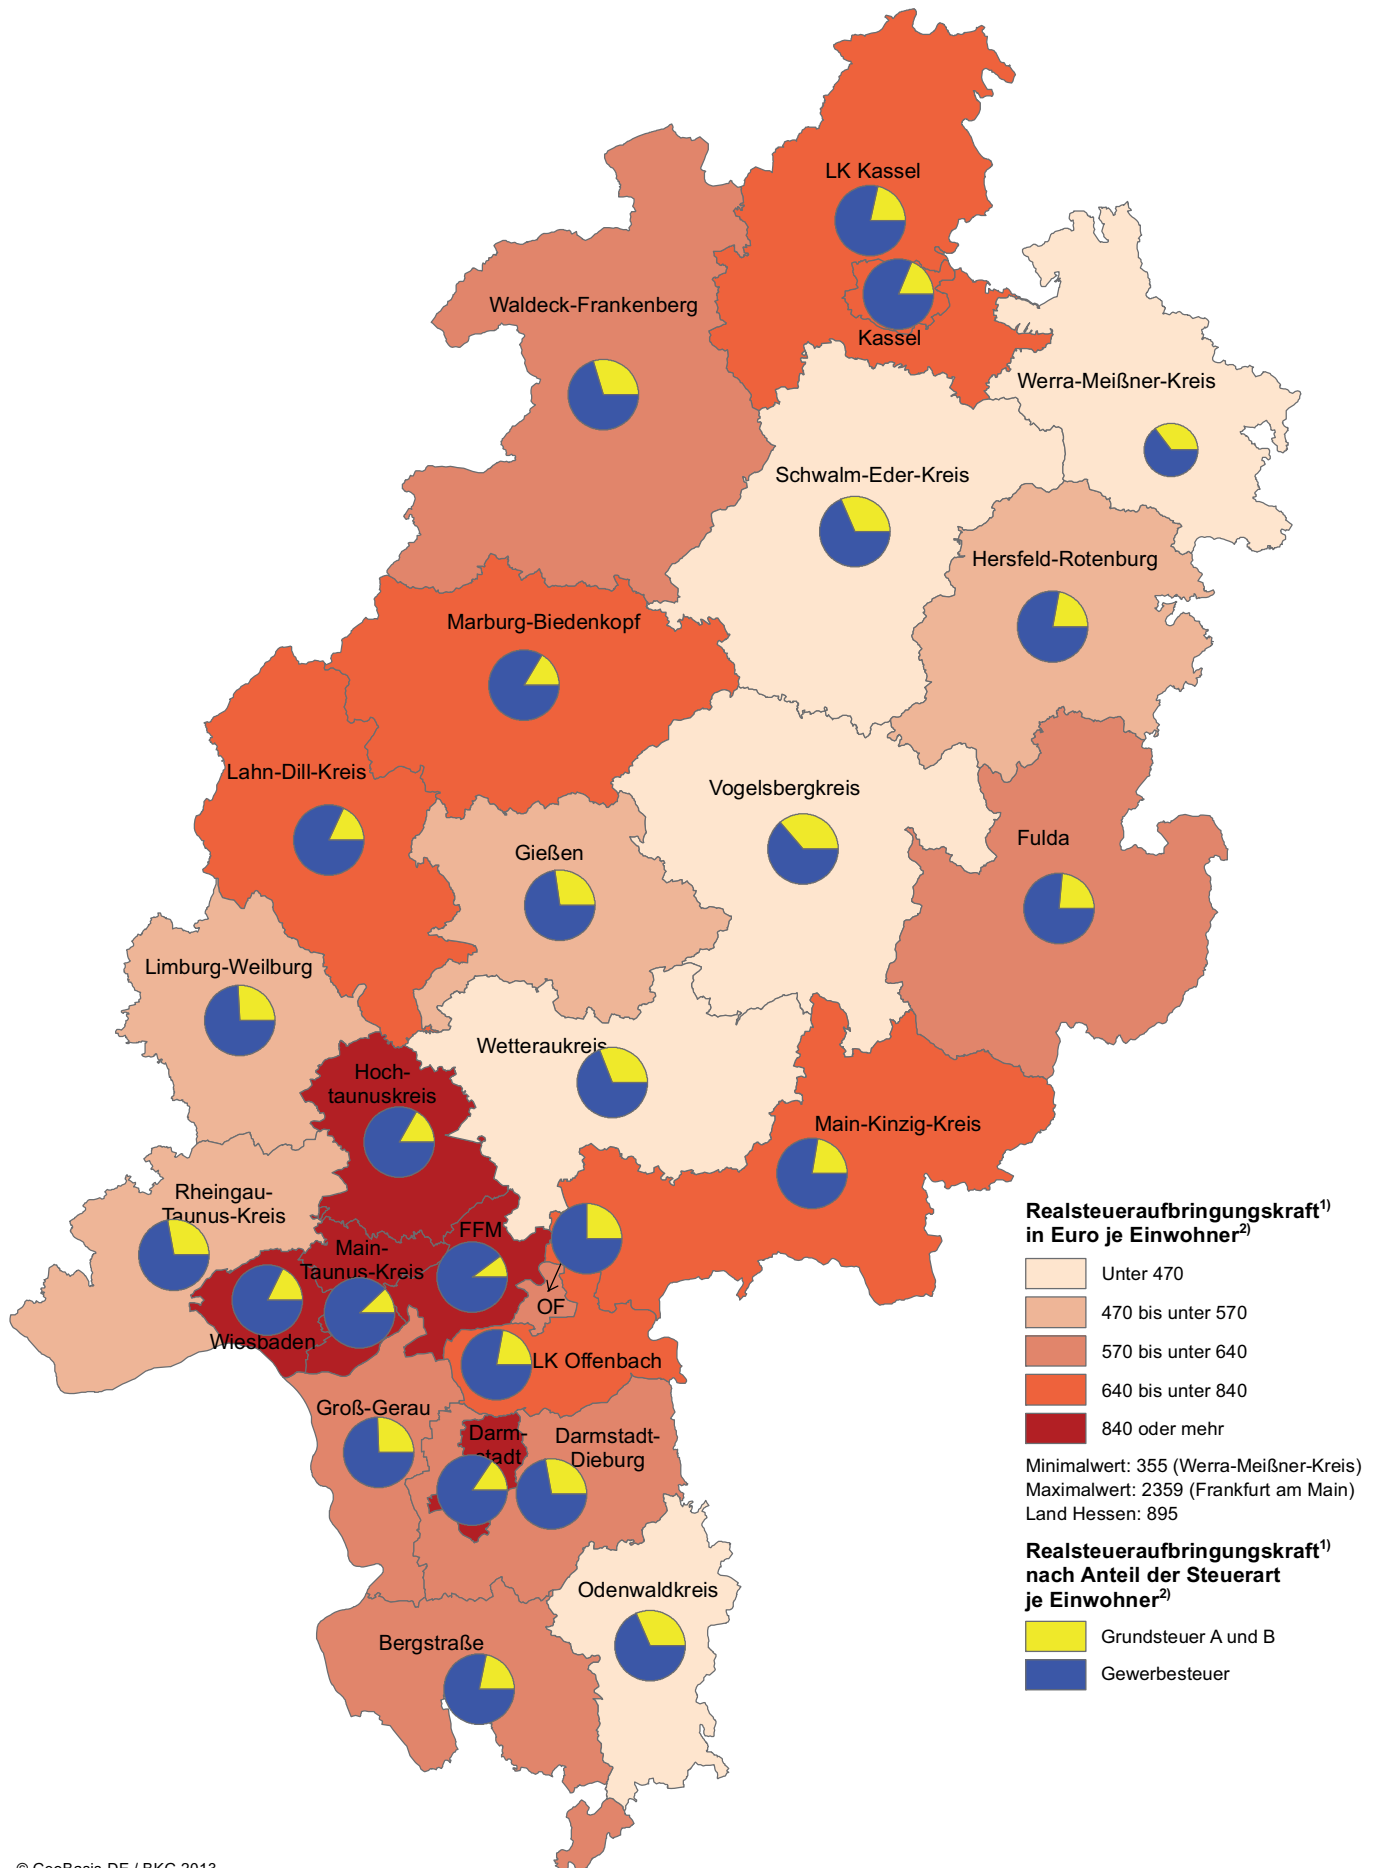 LK Kassel
Kassel
Waldeck-Frankenberg
Werra-Meißner-Kreis
Schwalm-Eder-Kreis
Hersfeld-Rotenburg
Marburg-Biedenkopf
Lahn-Dill-Kreis
Vogelsbergkreis
Fulda
Gießen
Limburg-Weilburg
Wetteraukreis
Hoch-
taunuskreis
Main-Kinzig-Kreis
Rheingau-
Taunus-Kreis
FFM
Main-
Taunus-Kreis
OF
Wiesbaden
LK Offenbach
Groß-Gerau
Darm-
stadt
Darmstadt-
Dieburg
Odenwaldkreis
Bergstraße
Realsteueraufbringungskraft1)
in Euro je Einwohner2)
Unter 470
470 bis unter 570
570 bis unter 640
640 bis unter 840
840 oder mehr
Minimalwert: 355 (Werra-Meißner-Kreis)
Maximalwert: 2359 (Frankfurt am Main)
Land Hessen: 895
Realsteueraufbringungskraft1)
nach Anteil der Steuerart
je Einwohner2)
Grundsteuer A und B
Gewerbesteuer
© GeoBasis-DE / BKG 2013